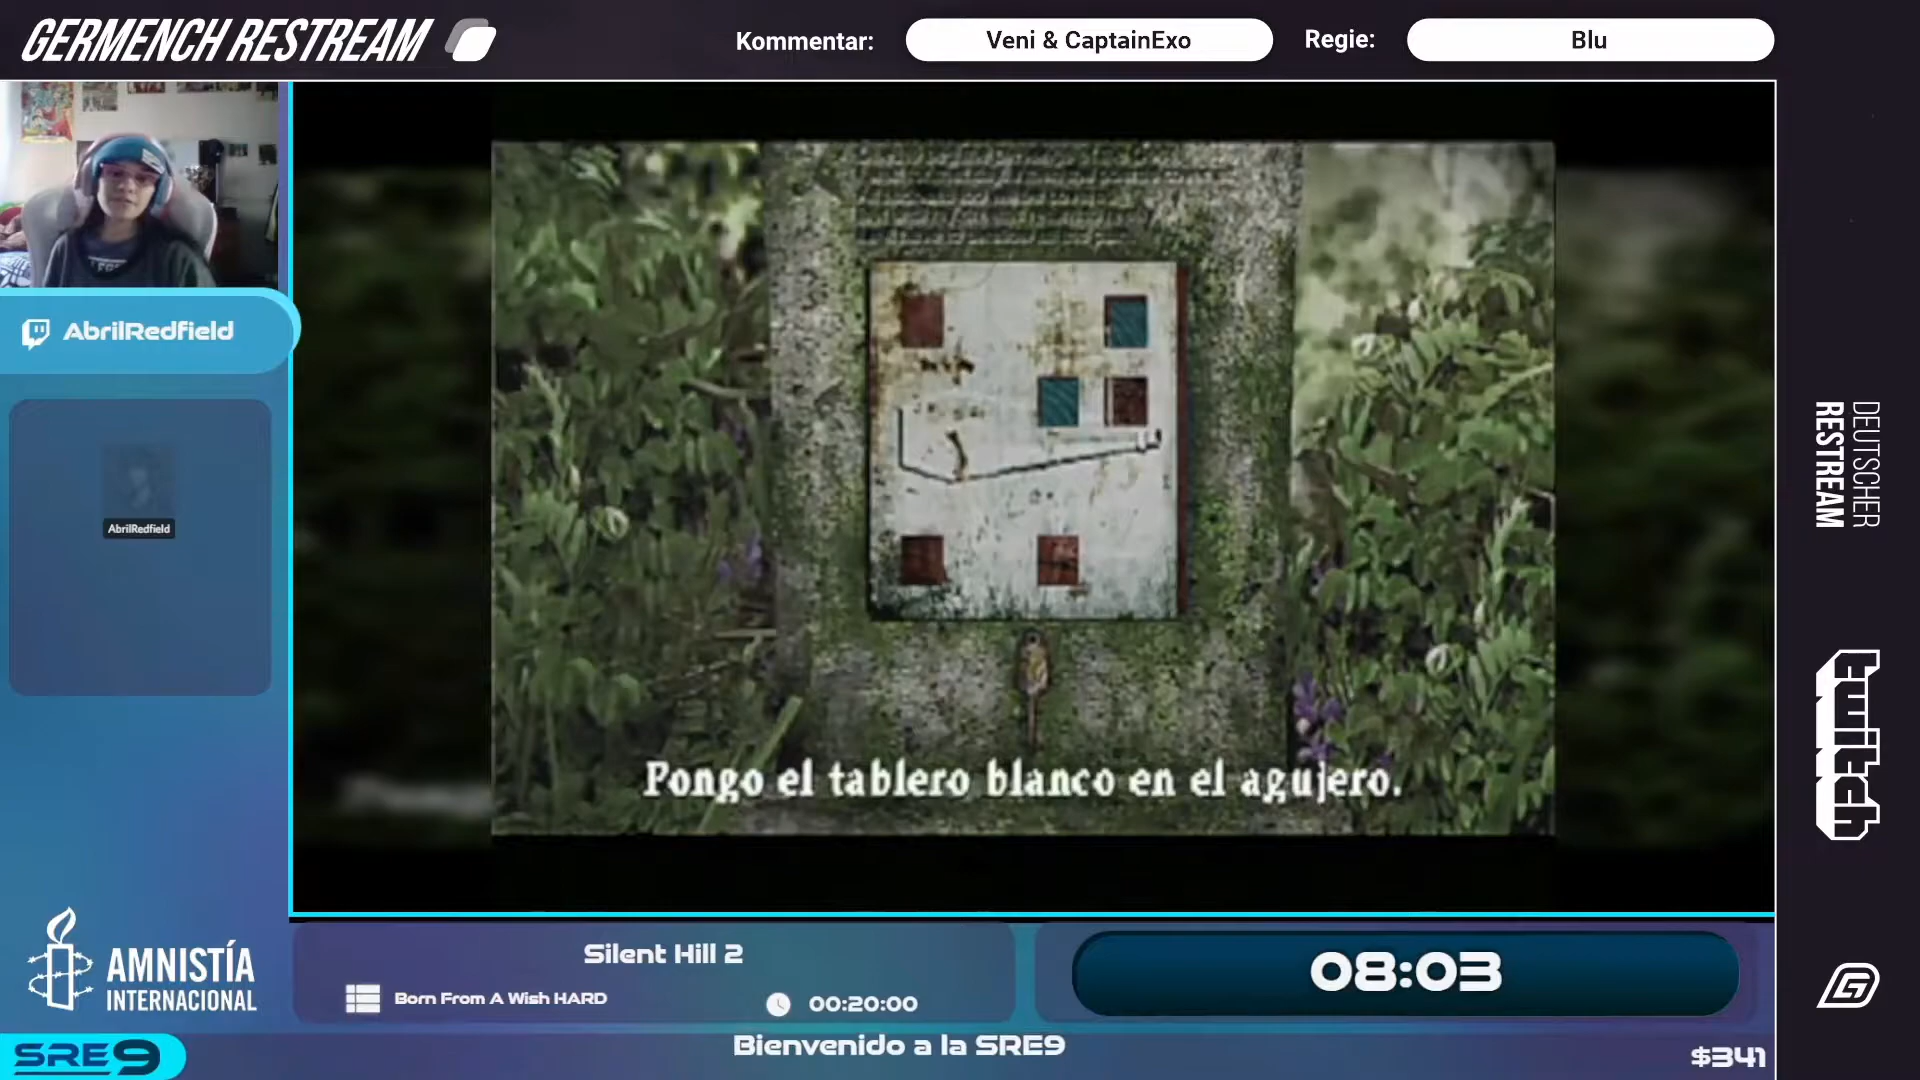 GERMENCH RESTREAM
Kommentar:
Veni & CaptainExo
Regie:
Blu
AbrilRedfield
AbrilRedfield
Pongo el tablero blanco en el agujero.
DEUTSCHER
RESTREAM
twitch
AMNISTÍA
INTERNACIONAL
Silent Hill 2
Born From A Wish HARD
00:20:00
08:03
Bienvenido a la SRE9
SRE9
$341